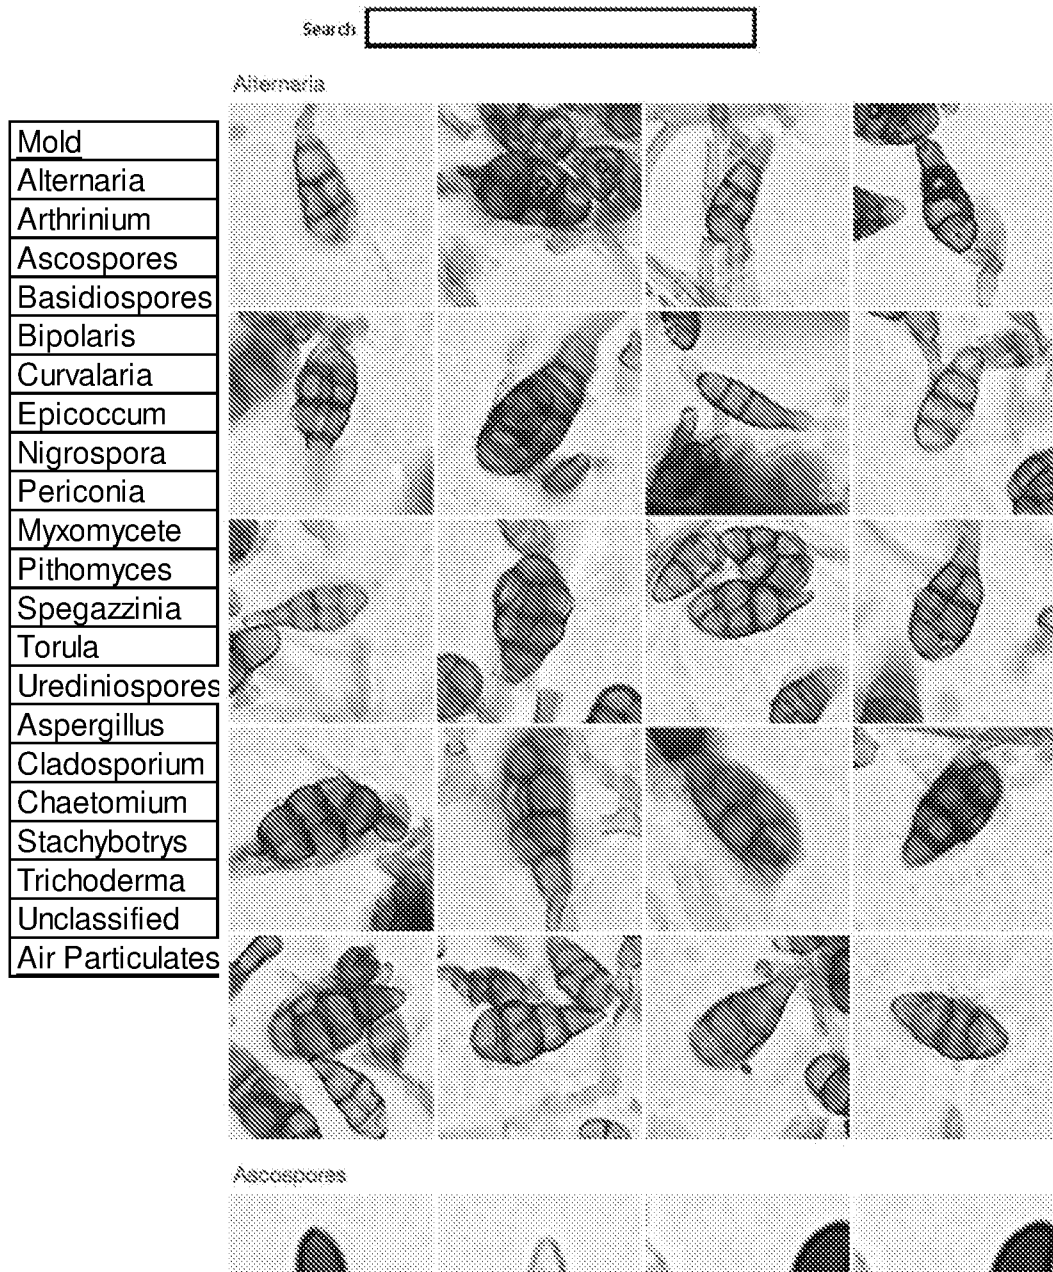 Search
Alternaria
Mold
Alternaria
Arthrinium
Ascospores
Basidiospores
Bipolaris
Curvalaria
Epicoccum
Nigrospora
Periconia
Myxomycete
Pithomyces
Spegazzinia
Torula
Urediniospores
Aspergillus
Cladosporium
Chaetomium
Stachybotrys
Trichoderma
Unclassified
Air Particulates
Ascospores